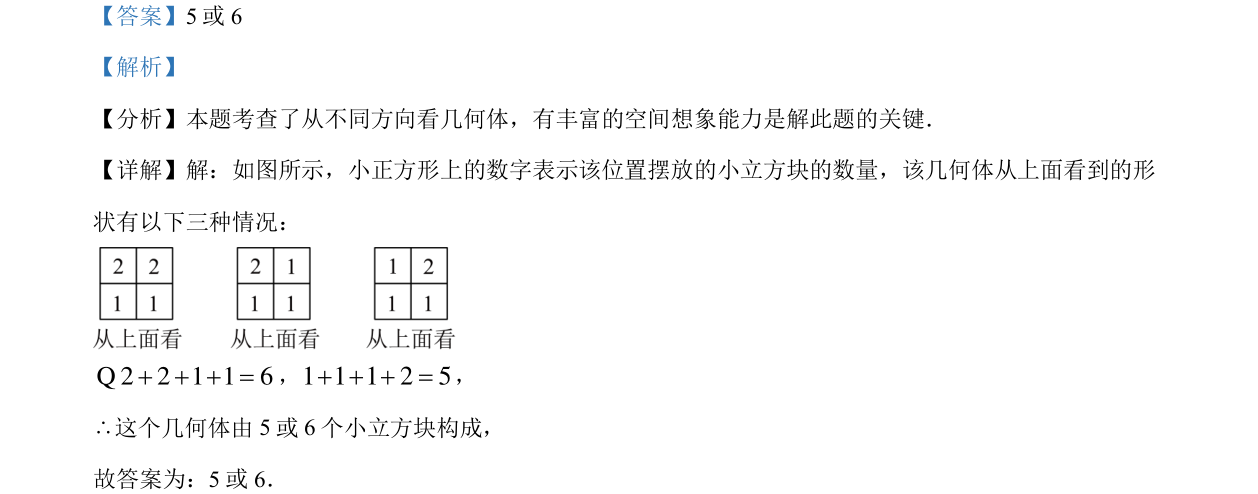 【答案】5或6
【解析】
【分析】本题考查了从不同方向看几何体，有丰富的空间想象能力是解此题的关键．
【详解】解：如图所示，小正方形上的数字表示该位置摆放的小立方块的数量，该几何体从上面看到的形
状有以下三种情况：
2 2 2 1 1 2
1 1 1 1 1 1
从上面看 从上面看 从上面看
Q 2+2+1+1=6，1+1+1+2=5，
∴这个几何体由5或6个小立方块构成，
故答案为：5或6．